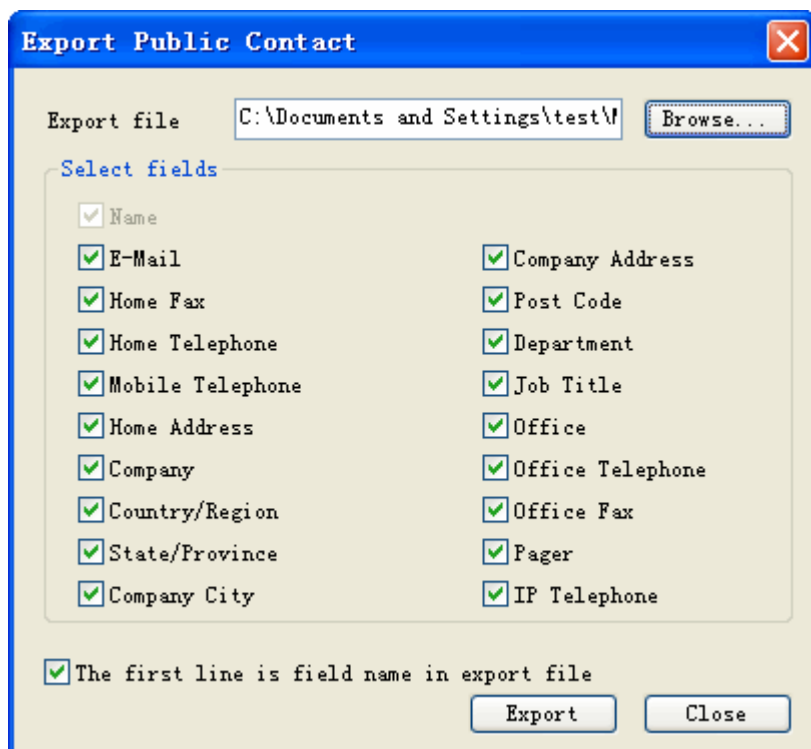 Export Public Contact
Export file
C:\Documents and Settings\test\
Browse...
Select fields
Name
E-Mail
Home Fax
Home Telephone
Mobile Telephone
Home Address
Company
Country/Region
State/Province
Company City
Company Address
Post Code
Department
Job Title
Office
Office Telephone
Office Fax
Pager
IP Telephone
The first line is field name in export file
Export
Close